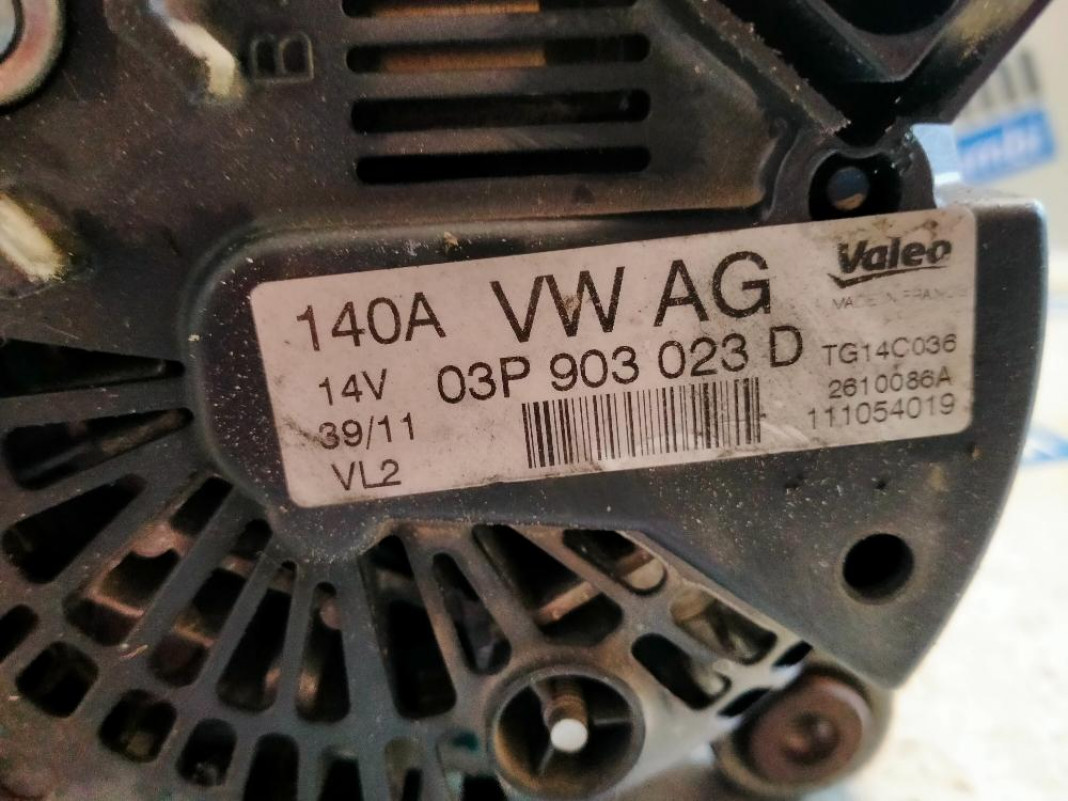 B
140A VW AG Valeo
MADE IN FRANCE
14V 03P 903 023 D TG14C036
2610086A
39/11 111054019
VL2